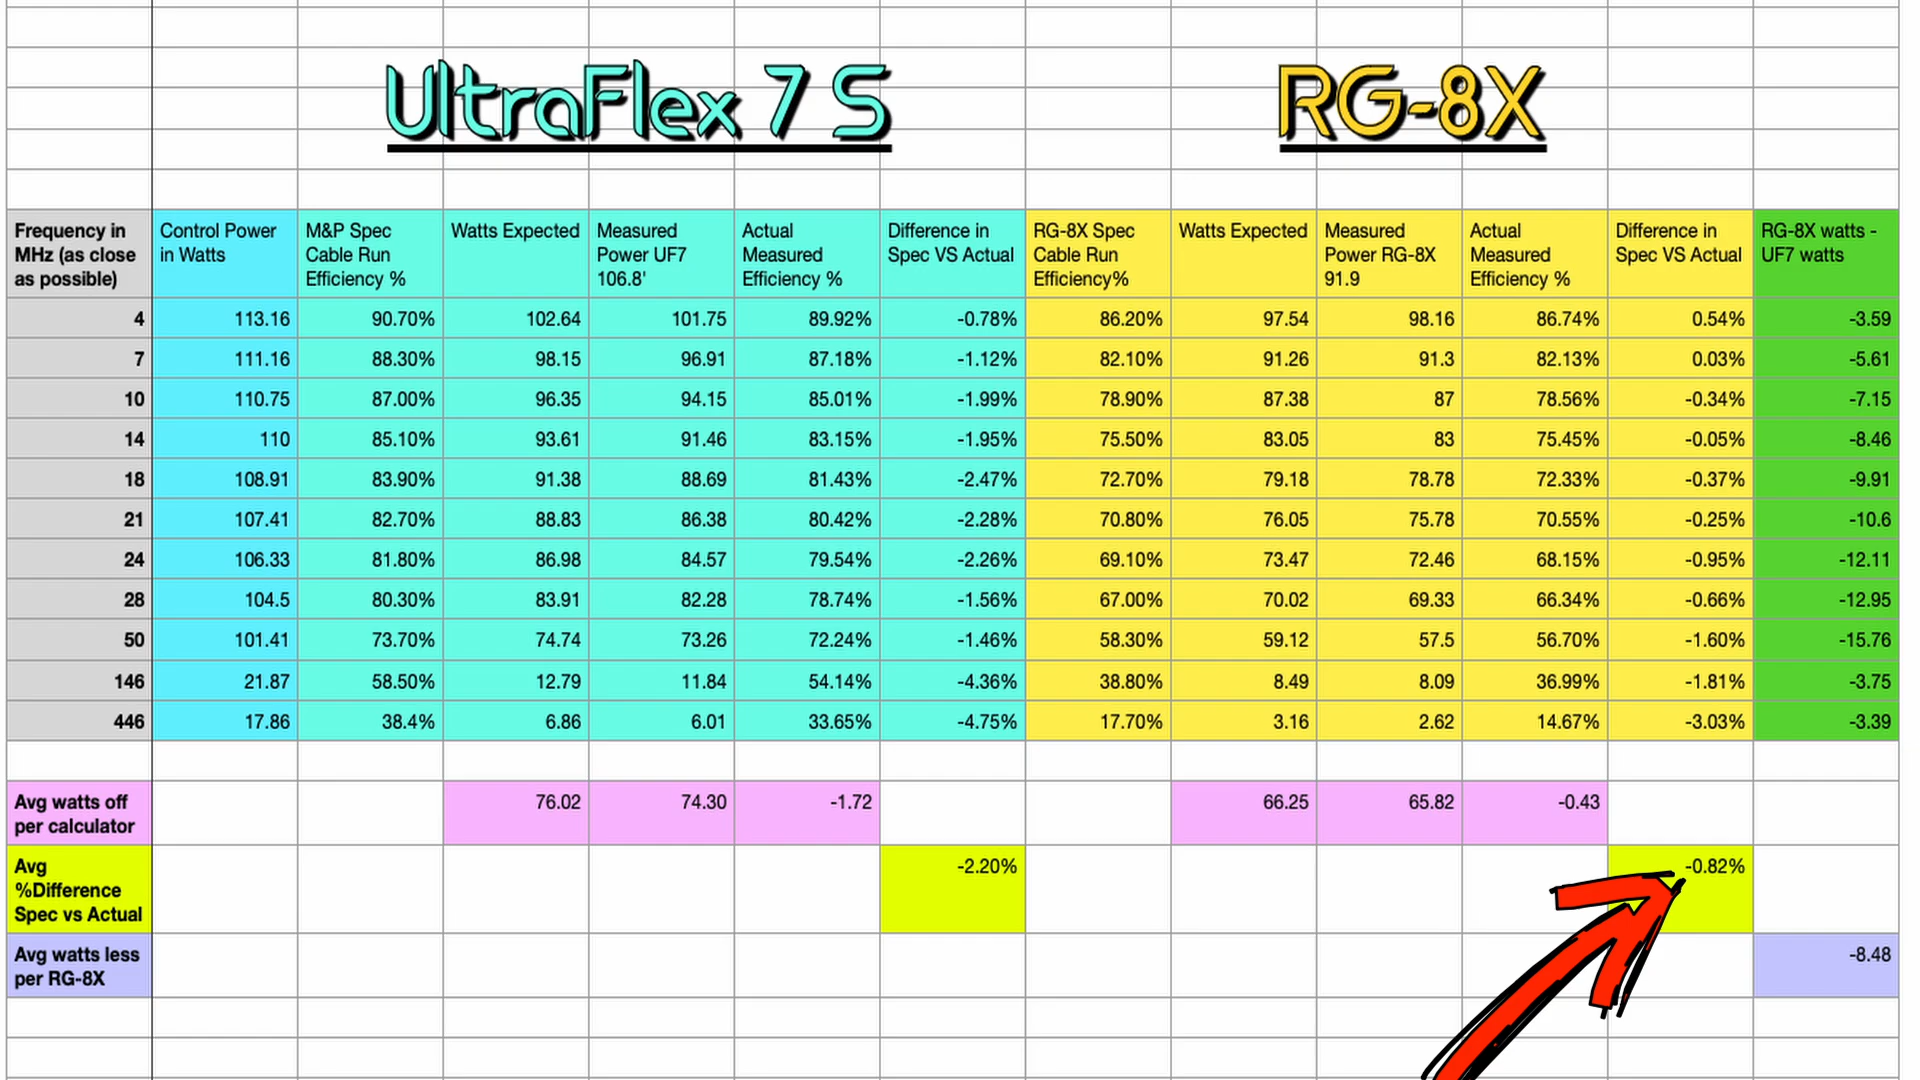 UltraFlex 7 S RG-8X
Frequency in MHz (as close as possible) Control Power in Watts M&P Spec Cable Run Efficiency % Watts Expected Measured Power UF7 106.8' Actual Measured Efficiency % Difference in Spec VS Actual RG-8X Spec Cable Run Efficiency% Watts Expected Measured Power RG-8X 91.9 Actual Measured Efficiency % Difference in Spec VS Actual RG-8X watts - UF7 watts
4 113.16 90.70% 102.64 101.75 89.92% -0.78% 86.20% 97.54 98.16 86.74% 0.54% -3.59
7 111.16 88.30% 98.15 96.91 87.18% -1.12% 82.10% 91.26 91.3 82.13% 0.03% -5.61
10 110.75 87.00% 96.35 94.15 85.01% -1.99% 78.90% 87.38 87 78.56% -0.34% -7.15
14 110 85.10% 93.61 91.46 83.15% -1.95% 75.50% 83.05 83 75.45% -0.05% -8.46
18 108.91 83.90% 91.38 88.69 81.43% -2.47% 72.70% 79.18 78.78 72.33% -0.37% -9.91
21 107.41 82.70% 88.83 86.38 80.42% -2.28% 70.80% 76.05 75.78 70.55% -0.25% -10.6
24 106.33 81.80% 86.98 84.57 79.54% -2.26% 69.10% 73.47 72.46 68.15% -0.95% -12.11
28 104.5 80.30% 83.91 82.28 78.74% -1.56% 67.00% 70.02 69.33 66.34% -0.66% -12.95
50 101.41 73.70% 74.74 73.26 72.24% -1.46% 58.30% 59.12 57.5 56.70% -1.60% -15.76
146 21.87 58.50% 12.79 11.84 54.14% -4.36% 38.80% 8.49 8.09 36.99% -1.81% -3.75
446 17.86 38.4% 6.86 6.01 33.65% -4.75% 17.70% 3.16 2.62 14.67% -3.03% -3.39
Avg watts off per calculator 76.02 74.30 -1.72 66.25 65.82 -0.43
Avg %Difference Spec vs Actual -2.20% -0.82%
Avg watts less per RG-8X -8.48